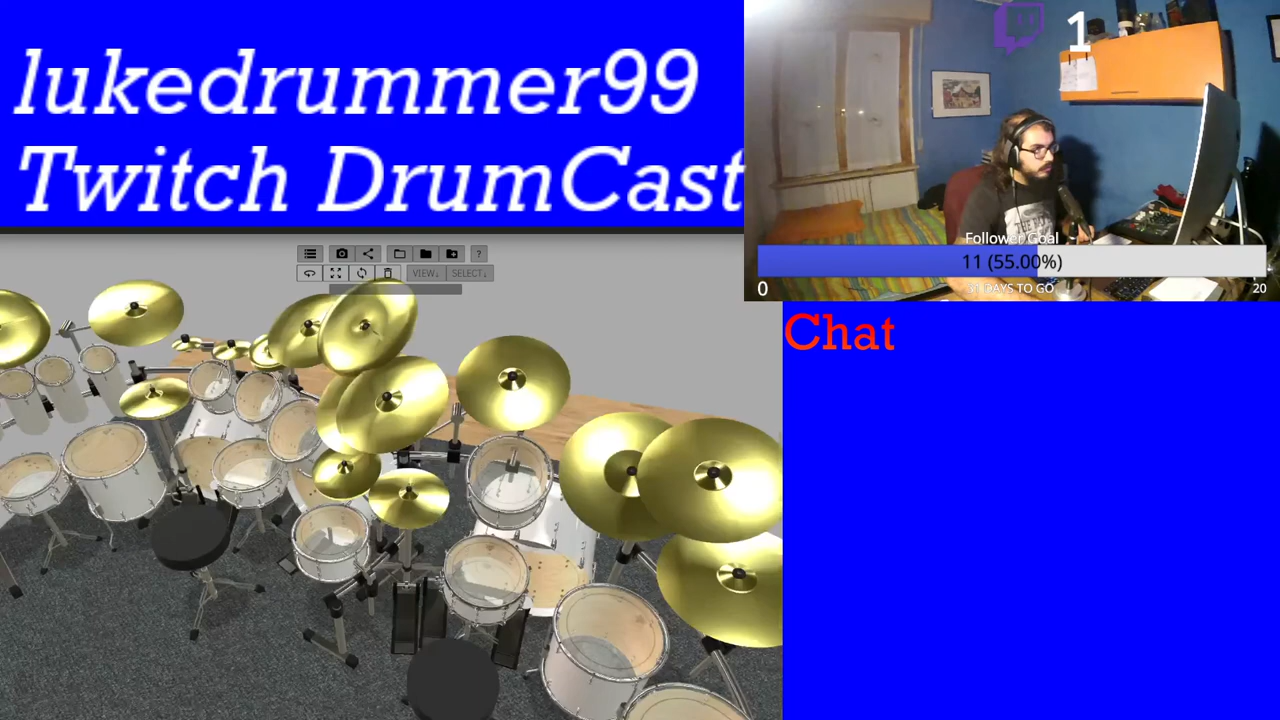 lukedrummer99
Twitch DrumCast
1
Follower Goal
11 (55.00%)
0
DAYS TO GO
20
?
VIEW↓
SELECT↓
Chat